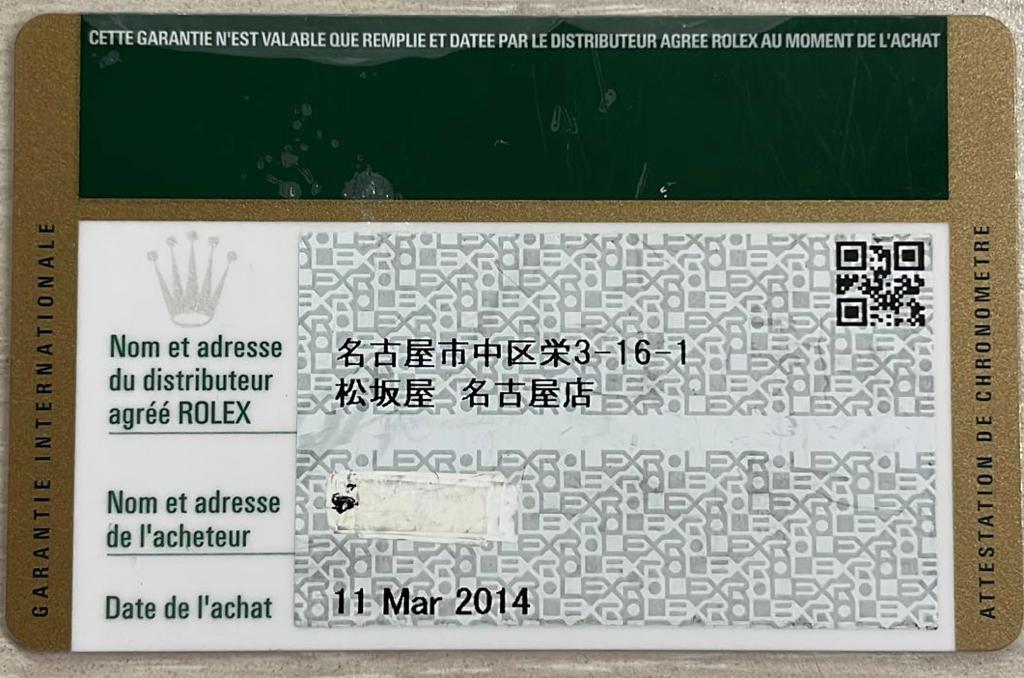 CETTE GARANTIE N'EST VALABLE QUE REMPLIE ET DATEE PAR LE DISTRIBUTEUR AGREE ROLEX AU MOMENT DE L'ACHAT
GARANTIE INTERNATIONALE
Nom et adresse
du distributeur
agréé ROLEX
名古屋市中区栄3-16-1
松坂屋 名古屋店
Nom et adresse
de l'acheteur
Date de l'achat
11 Mar 2014
ATTESTATION DE CHRONOMETRE